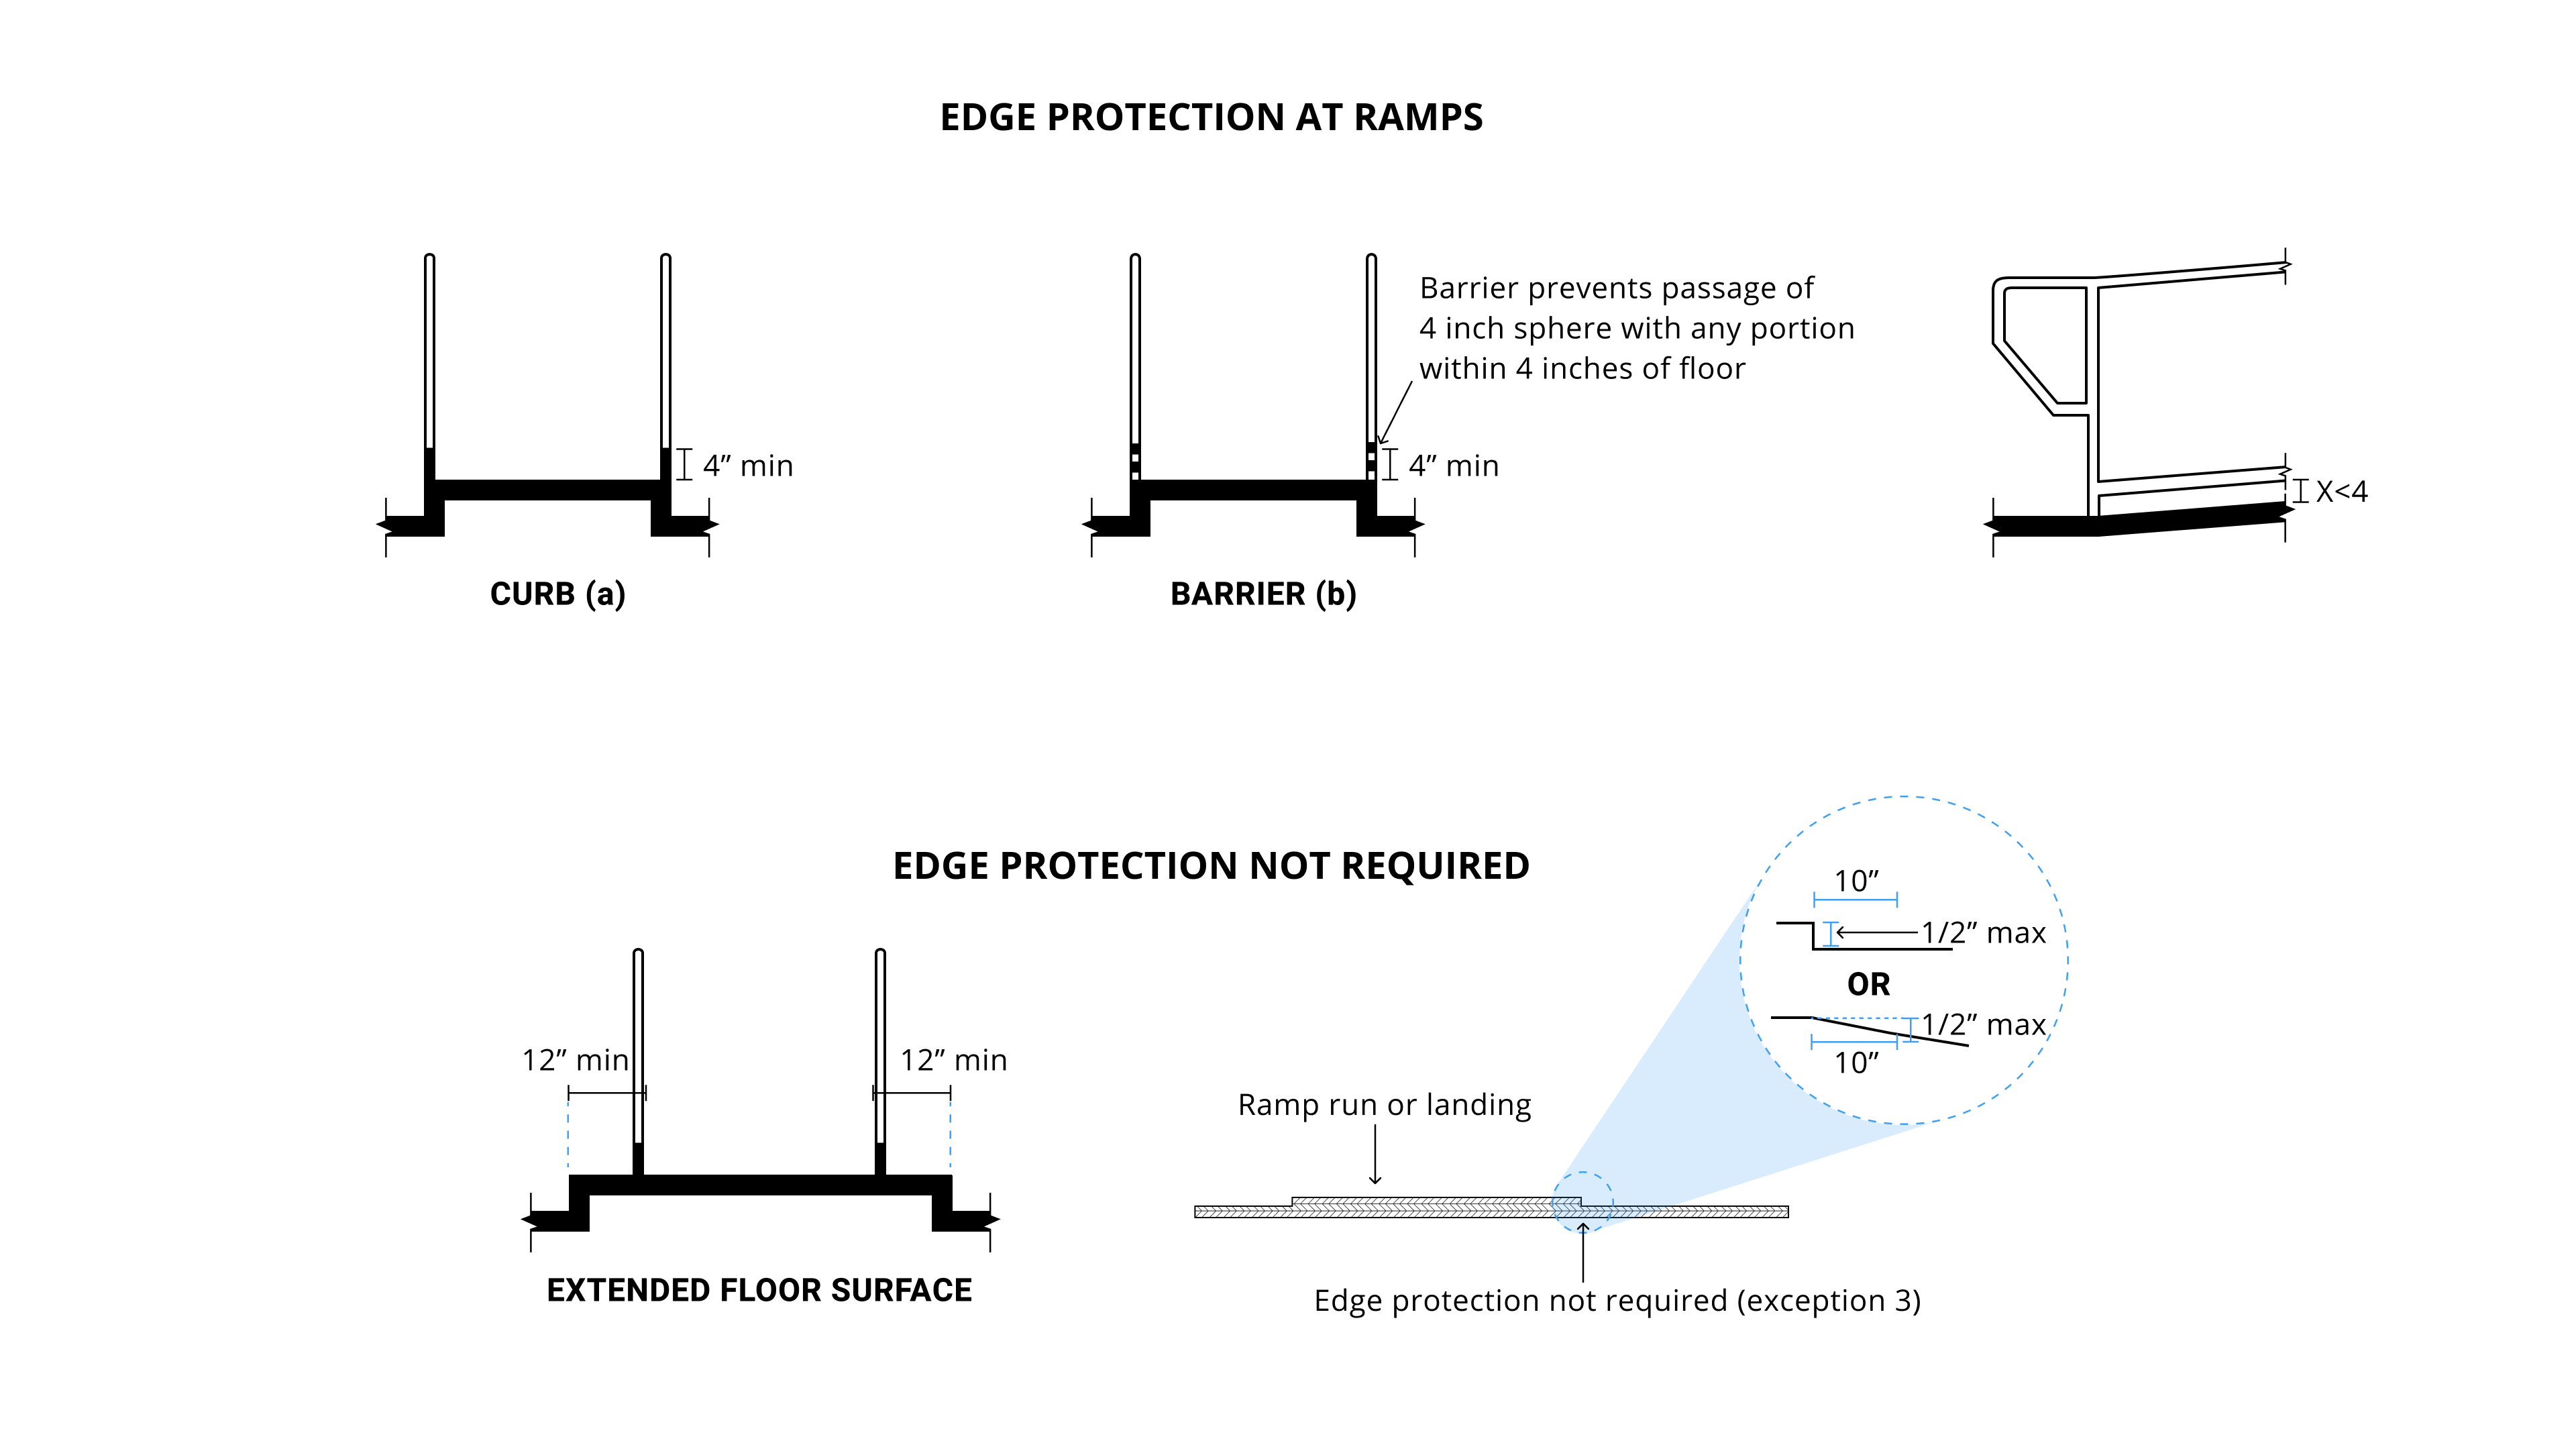 EDGE PROTECTION AT RAMPS
Barrier prevents passage of
4 inch sphere with any portion
within 4 inches of floor
4” min
4” min
X<4
CURB (a)
BARRIER (b)
EDGE PROTECTION NOT REQUIRED
10”
1/2” max
OR
1/2” max
10”
12” min
12” min
Ramp run or landing
EXTENDED FLOOR SURFACE
Edge protection not required (exception 3)